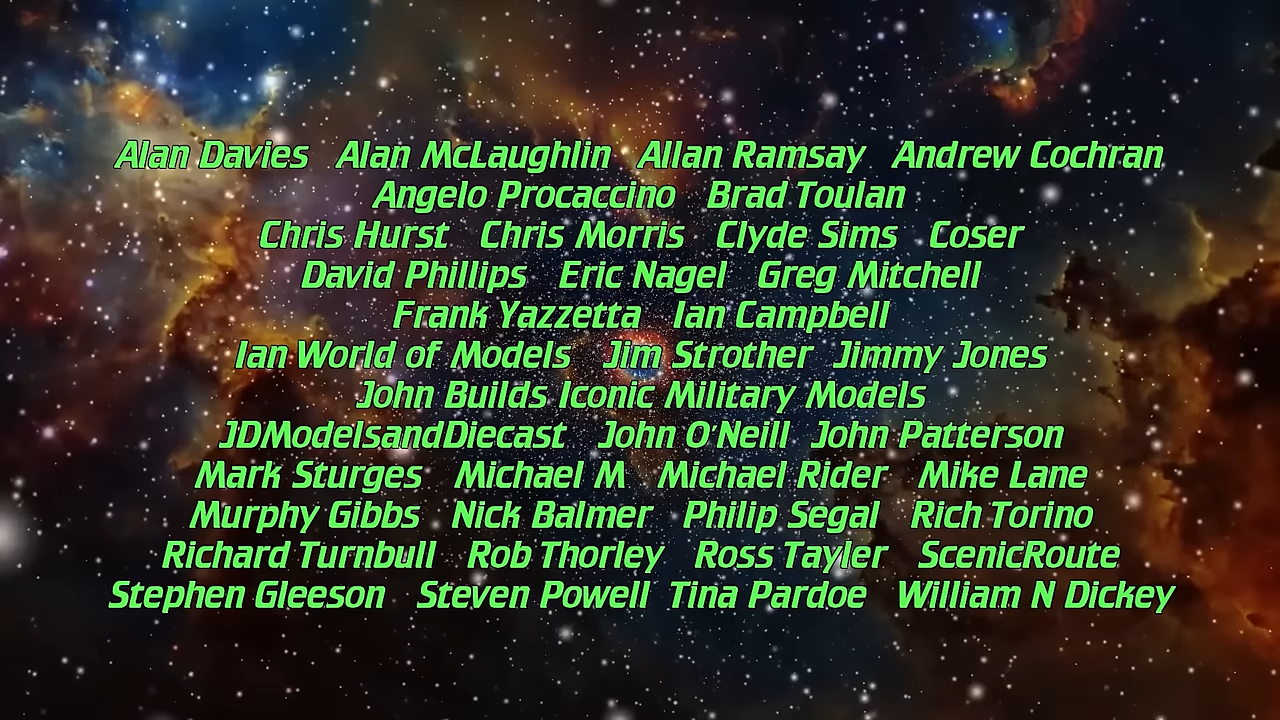 Alan Davies Alan McLaughlin Allan Ramsay Andrew Cochran
Angelo Procaccino Brad Toulan
Chris Hurst Chris Morris Clyde Sims Coser
David Phillips Eric Nagel Greg Mitchell
Frank Yazzetta Ian Campbell
Ian World of Models Jim Strother Jimmy Jones
John Builds Iconic Military Models
JDModelsandDiecast John O'Neill John Patterson
Mark Sturges Michael M Michael Rider Mike Lane
Murphy Gibbs Nick Balmer Philip Segal Rich Torino
Richard Turnbull Rob Thorley Ross Tayler ScenicRoute
Stephen Gleeson Steven Powell Tina Pardoe William N Dickey